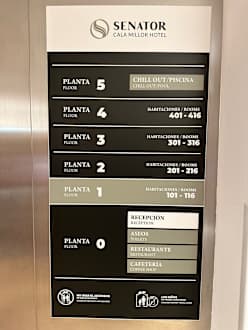 SENATOR
CALA MILLOR HOTEL
PLANTA 5
FLOOR
CHILL OUT/PISCINA
CHILL OUT/POOL
PLANTA 4
FLOOR
HABITACIONES/ROOMS
401 - 416
PLANTA 3
FLOOR
HABITACIONES/ROOMS
301 - 316
PLANTA 2
FLOOR
HABITACIONES/ROOMS
201 - 216
PLANTA 1
FLOOR
HABITACIONES/ROOMS
101 - 116
PLANTA 0
FLOOR
RECEPCIÓN
RECEPTION
ASEOS
TOILETS
RESTAURANTE
RESTAURANT
CAFETERÍA
COFFEE SHOP